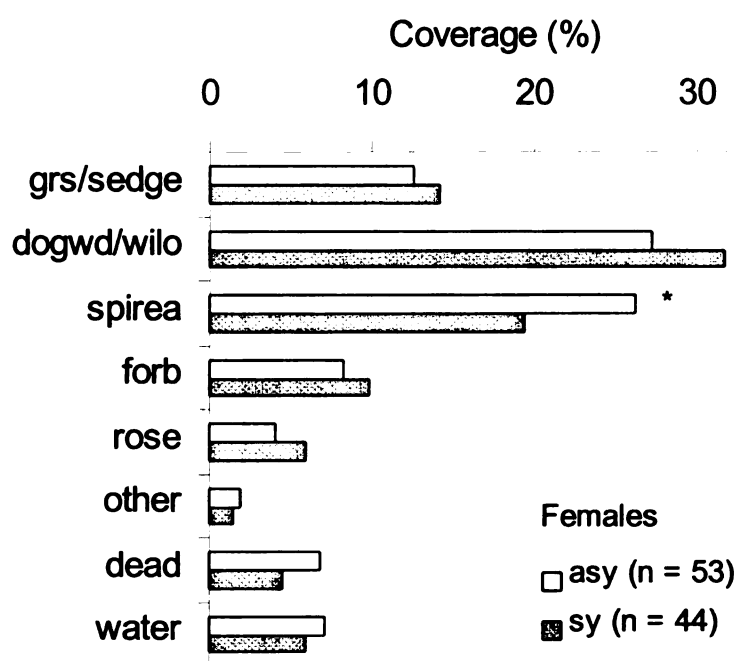 Coverage (%)
0 10 20 30
grs/sedge
dogwd/wilo
spirea *
forb
rose
other
dead
water
Females
asy (n = 53)
sy (n = 44)